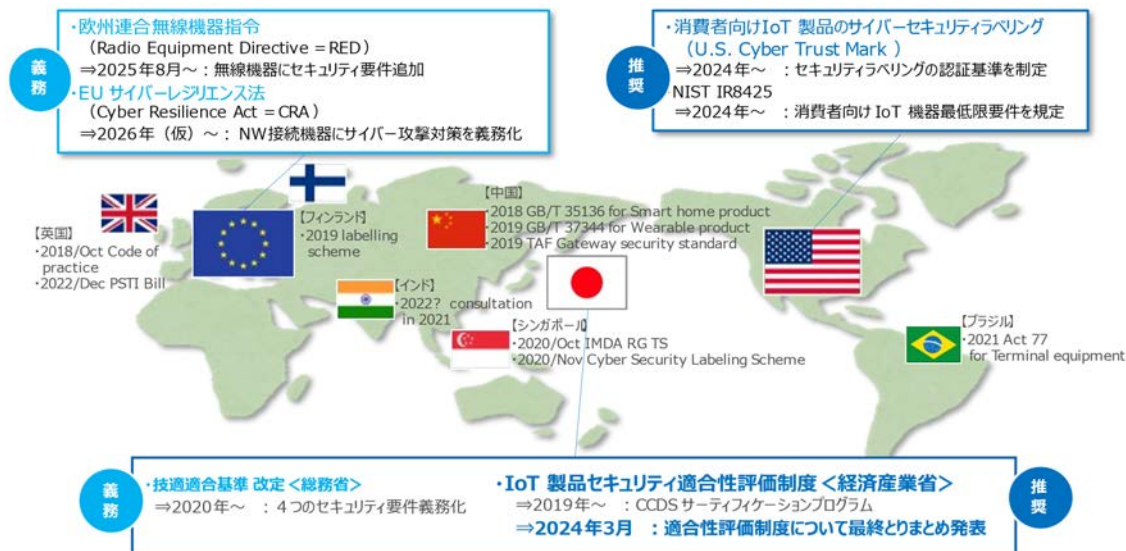 義務
・欧州連合無線機器指令
（Radio Equipment Directive = RED）
⇒2025年8月～：無線機器にセキュリティ要件追加
・EU サイバーレジリエンス法
（Cyber Resilience Act = CRA）
⇒2026年（仮）～： NW接続機器にサイバー攻撃対策を義務化
推奨
・消費者向けIoT 製品のサイバーセキュリティラベリング
（U.S. Cyber Trust Mark ）
⇒2024年～ ：セキュリティラベリングの認証基準を制定
・NIST IR8425
⇒2024年～ ：消費者向け IoT 機器最低限要件を規定
【英国】
・2018/Oct Code of
practice
・2022/Dec PSTI Bill
【フィンランド】
・2019 labelling
scheme
【中国】
・2018 GB/T 35136 for Smart home product
・2019 GB/T 37344 for Wearable product
・2019 TAF Gateway security standard
【インド】
・2022? consultation
in 2021
【シンガポール】
・2020/Oct IMDA RG TS
・2020/Nov Cyber Security Labeling Scheme
【ブラジル】
・2021 Act 77
for Terminal equipment
義務
・技適適合基準 改定 <総務省>
⇒2020年～ ：４つのセキュリティ要件義務化
・IoT 製品セキュリティ適合性評価制度 <経済産業省>
⇒2019年～ ：CCDS サーティフィケーションプログラム
⇒2024年3月 ：適合性評価制度について最終とりまとめ発表
推奨